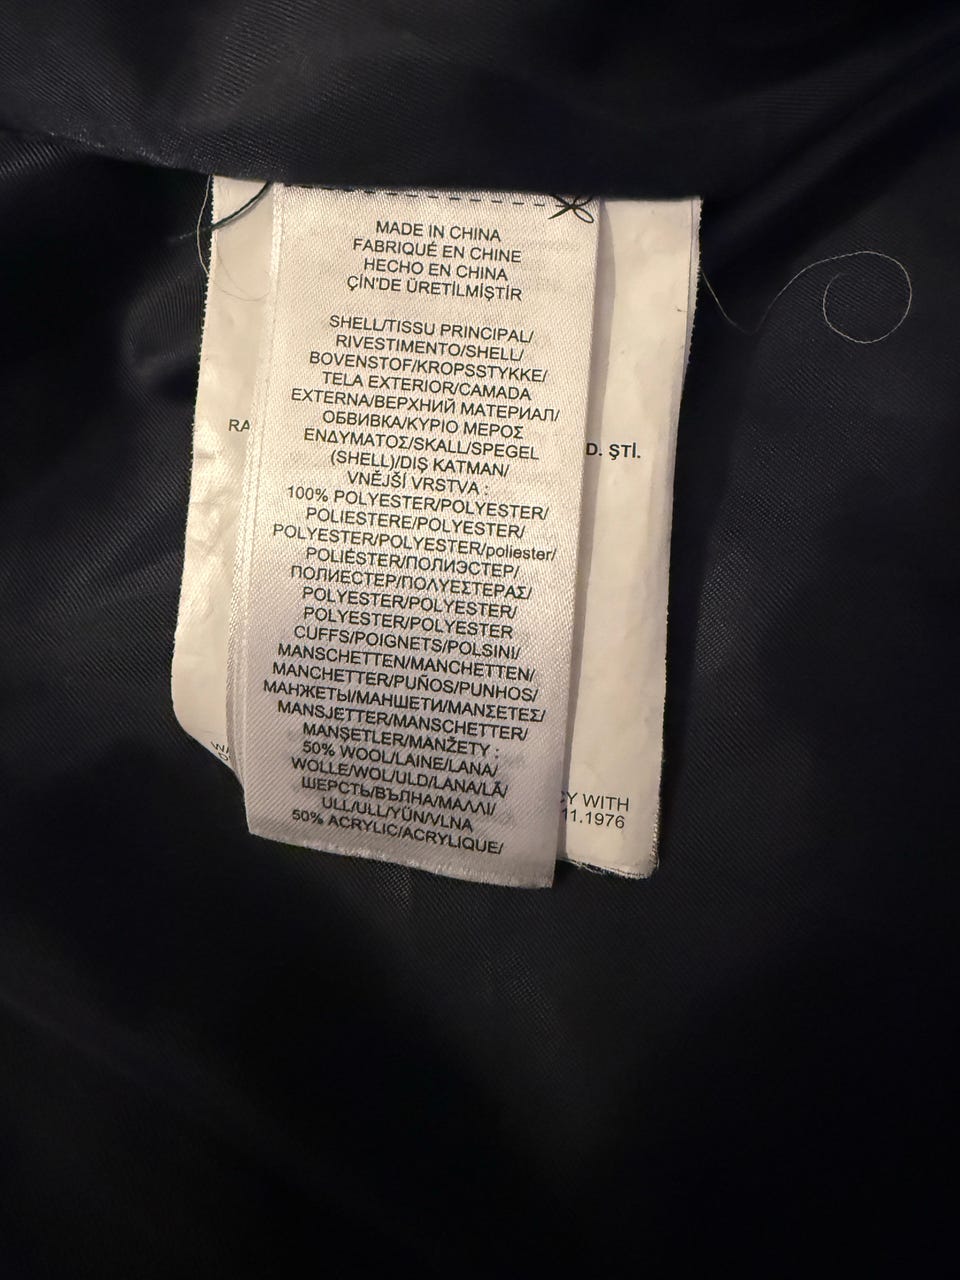 MADE IN CHINA
FABRIQUÉ EN CHINE
HECHO EN CHINA
ÇİN'DE ÜRETİLMİŞTİR
SHELL/TISSU PRINCIPAL/
RIVESTIMENTO/SHELL/
BOVENSTOF/KROPSSTYKKE/
TELA EXTERIOR/CAMADA
EXTERNA/ВЕРХНИЙ МАТЕРИАЛ/
ОБВИВКА/ΚΥΡΙΟ ΜΕΡΟΣ
ΕΝΔΥΜΑΤΟΣ/SKALL/SPEGEL
(SHELL)/DIŞ KATMAN/
VNĚJŠÍ VRSTVA :
100% POLYESTER/POLYESTER/
POLIESTERE/POLYESTER/
POLYESTER/POLYESTER/poliester/
POLIÉSTER/ПОЛИЭСТЕР/
ПОЛИЕСТЕР/ΠΟΛΥΕΣΤΕΡΑΣ/
POLYESTER/POLYESTER/
POLYESTER/POLYESTER
CUFFS/POIGNETS/POLSINI/
MANSCHETTEN/MANCHETTEN/
MANCHETTER/PUÑOS/PUNHOS/
МАНЖЕТЫ/МАНШЕТИ/ΜΑΝΣΕΤΕΣ/
MANSJETTER/MANSCHETTER/
MANŞETLER/MANŽETY :
50% WOOL/LAINE/LANA/
WOLLE/WOL/ULD/LANA/LÃ/
ШЕРСТЬ/ВЪЛНА/ΜΑΛΛΙ/
ULL/ULL/YÜN/VLNA
50% ACRYLIC/ACRYLIQUE/
RA
D. ŞTİ.
CY WITH
11.1976